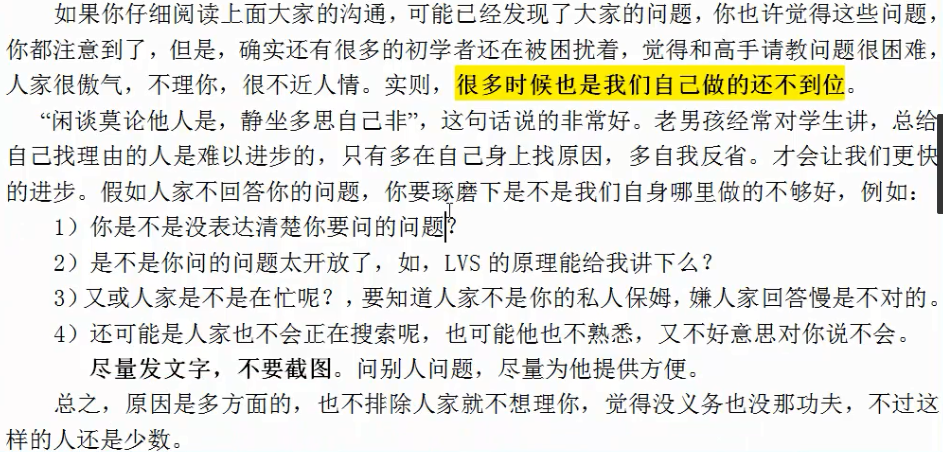 如果你仔细阅读上面大家的沟通，可能已经发现了大家的问题，你也许觉得这些问题，
你都注意到了，但是，确实还有很多的初学者还在被困扰着，觉得和高手请教问题很困难，
人家很傲气，不理你，很不近人情。实则，很多时候也是我们自己做的还不到位。
“闲谈莫论他人是，静坐多思自己非”，这句话说的非常好。老男孩经常对学生讲，总给
自己找理由的人是难以进步的，只有多在自己身上找原因，多自我反省。才会让我们更快
的进步。假如人家不回答你的问题，你要琢磨下是不是我们自身哪里做的不够好，例如：
1）你是不是没表达清楚你要问的问题？
2）是不是你问的问题太开放了，如，LVS 的原理能给我讲下么？
3）又或人家是不是在忙呢？，要知道人家不是你的私人保姆，嫌人家回答慢是不对的。
4）还可能是人家也不会正在搜索呢，也可能他也不熟悉，又不好意思对你说不会。
尽量发文字，不要截图。问别人问题，尽量为他提供方便。
总之，原因是多方面的，也不排除人家就不想理你，觉得没义务也没那功夫，不过这
样的人还是少数。